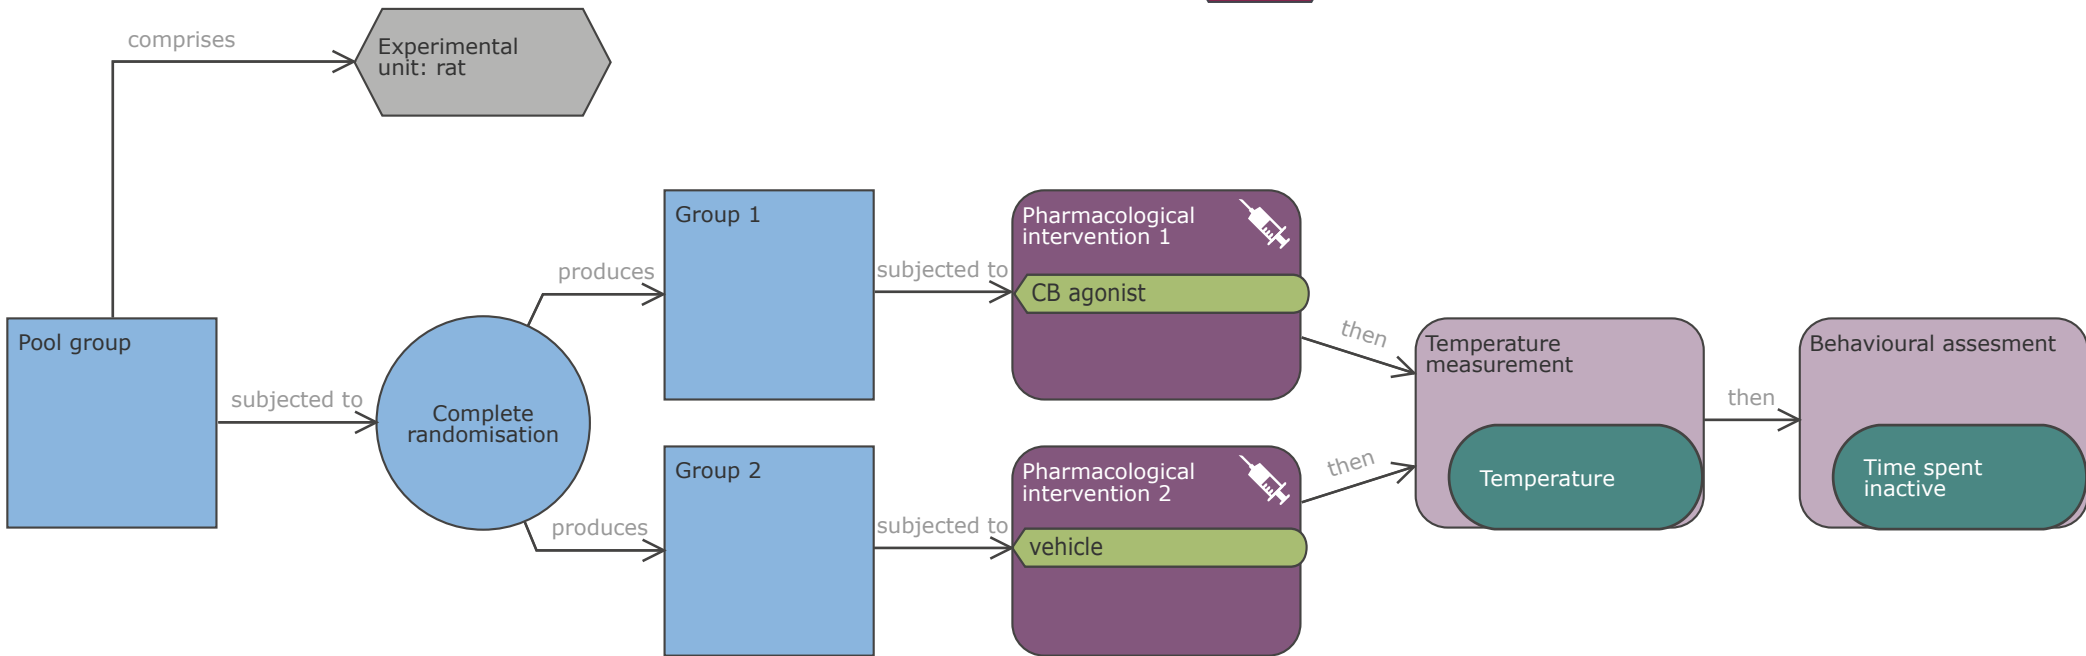 comprises
Experimental
unit: rat
Pool group
subjected to
Complete
randomisation
produces
produces
Group 1
subjected to
Pharmacological
intervention 1
CB agonist
then
Group 2
subjected to
Pharmacological
intervention 2
vehicle
then
Temperature
measurement
Temperature
then
Behavioural assesment
Time spent
inactive